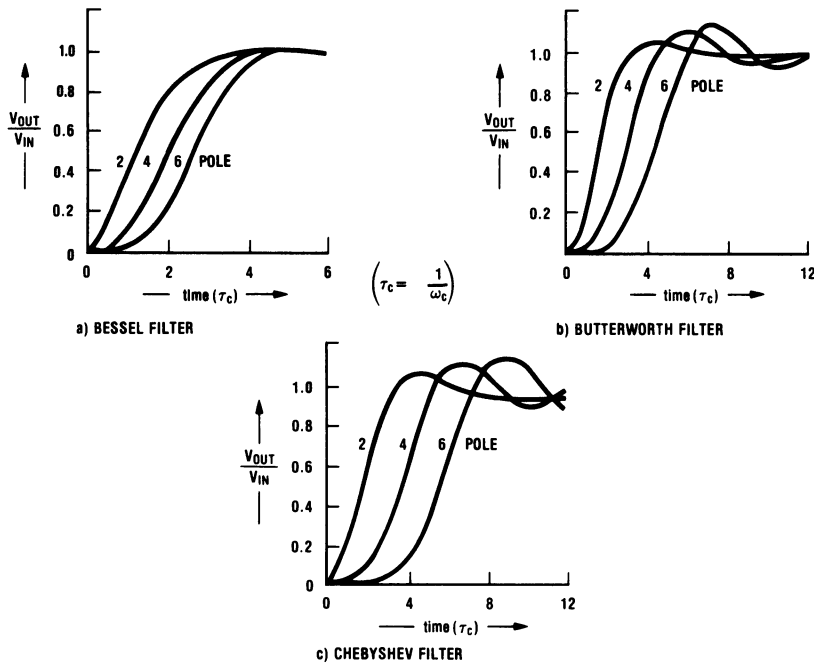 1.0
0.8
0.6
0.4
0.2
0
VOUT
VIN
2 4 6 POLE
0 2 4 6
time (τc)
a) BESSEL FILTER
1.0
0.8
0.6
0.4
0.2
0
VOUT
VIN
2 4 6 POLE
0 4 8 12
time (τc)
b) BUTTERWORTH FILTER
(τc = 1/ωc)
1.0
0.8
0.6
0.4
0.2
0
VOUT
VIN
2 4 6 POLE
0 4 8 12
time (τc)
c) CHEBYSHEV FILTER